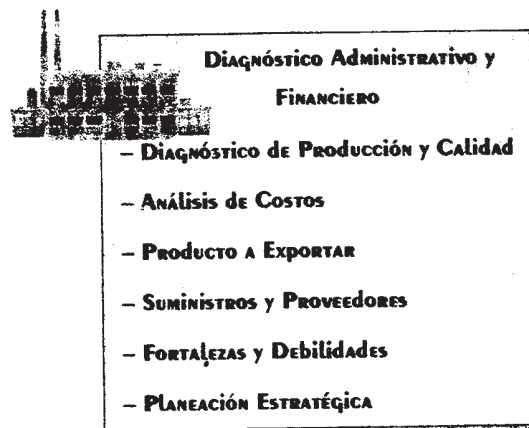 Diagnóstico Administrativo y
Financiero
– Diagnóstico de Producción y Calidad
– Análisis de Costos
– Producto a Exportar
– Suministros y Proveedores
– Fortalezas y Debilidades
– Planeación Estratégica